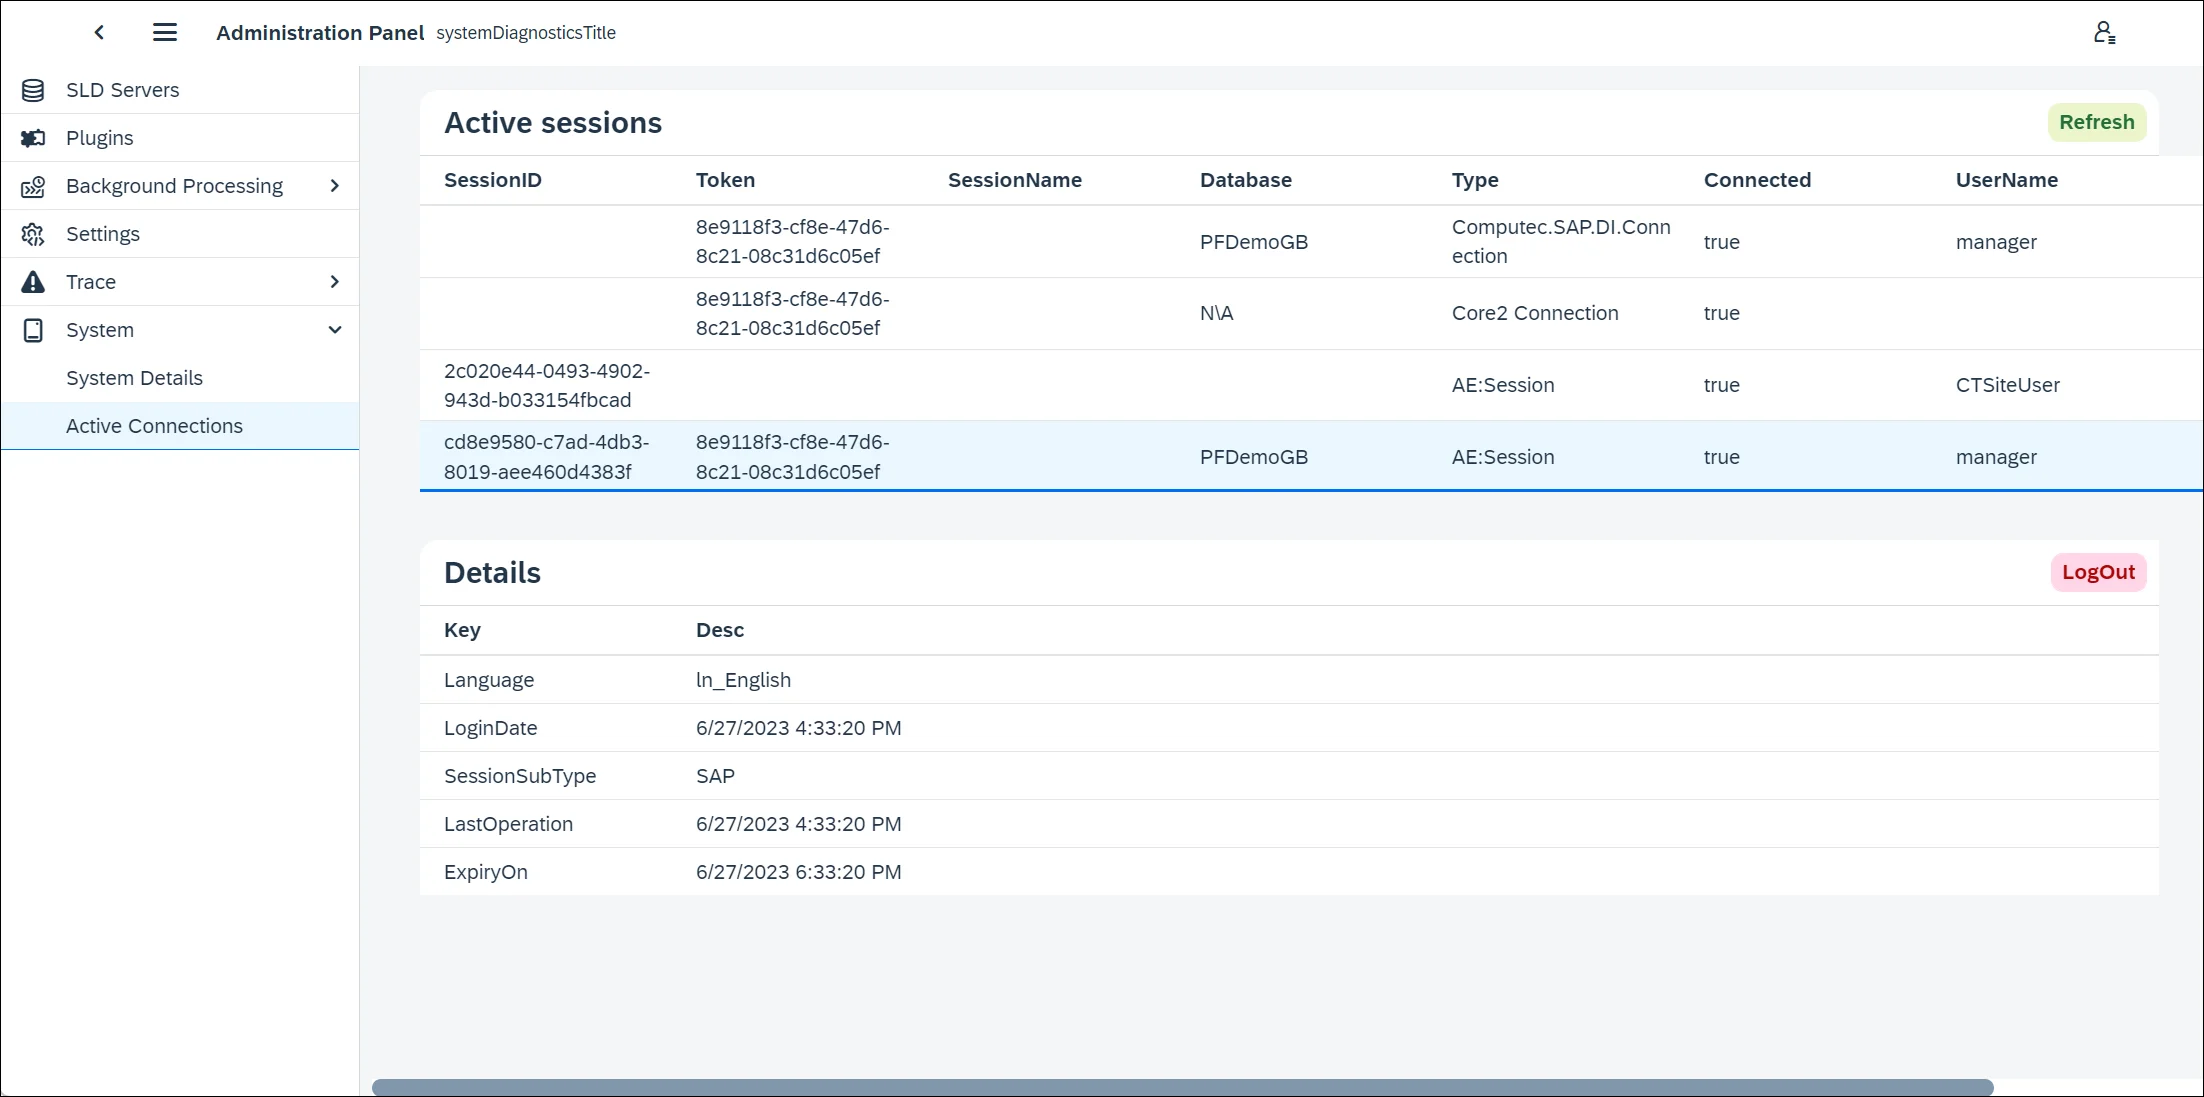 Administration Panel systemDiagnosticsTitle
SLD Servers
Plugins
Background Processing
Settings
Trace
System
System Details
Active Connections
Active sessions
Refresh
SessionID Token SessionName Database Type Connected UserName
8e9118f3-cf8e-47d6- Computec.SAP.DI.Conn
PFDemoGB true manager
8c21-08c31d6c05ef ection
8e9118f3-cf8e-47d6-
N\A Core2 Connection true
8c21-08c31d6c05ef
2c020e44-0493-4902-
AE:Session true CTSiteUser
943d-b033154fbcad
cd8e9580-c7ad-4db3- 8e9118f3-cf8e-47d6-
PFDemoGB AE:Session true manager
8019-aee460d4383f 8c21-08c31d6c05ef
Details
LogOut
Key Desc
Language ln_English
LoginDate 6/27/2023 4:33:20 PM
SessionSubType SAP
LastOperation 6/27/2023 4:33:20 PM
ExpiryOn 6/27/2023 6:33:20 PM